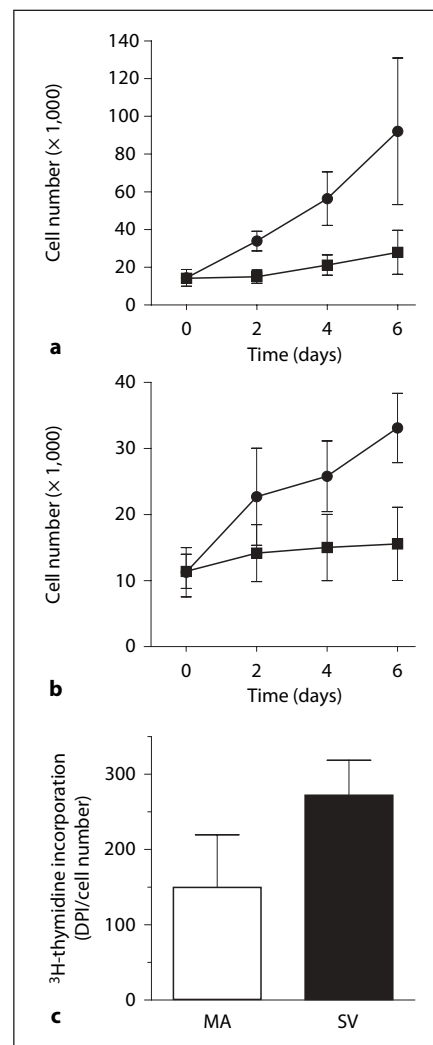 140
120
100
80
60
40
20
0
Cell number (× 1,000)
0 2 4 6
Time (days)
a
40
30
20
10
0
Cell number (× 1,000)
0 2 4 6
Time (days)
b
300
200
100
0
³H-thymidine incorporation
(DPI/cell number)
MA SV
c